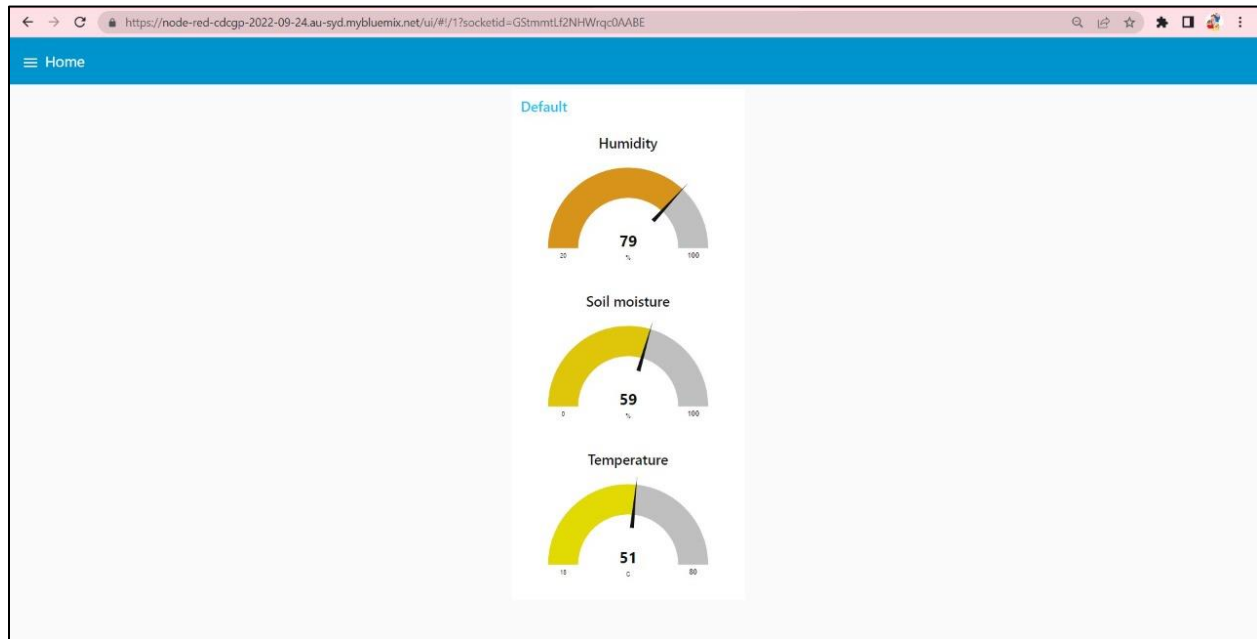 https://node-red-cdcgp-2022-09-24.au-syd.mybluemix.net/ui/#!/1?socketid=GStmmtLf2NHWrqc0AABE
Home
Default
Humidity
79
20 % 100
Soil moisture
59
0 % 100
Temperature
51
18 C 80